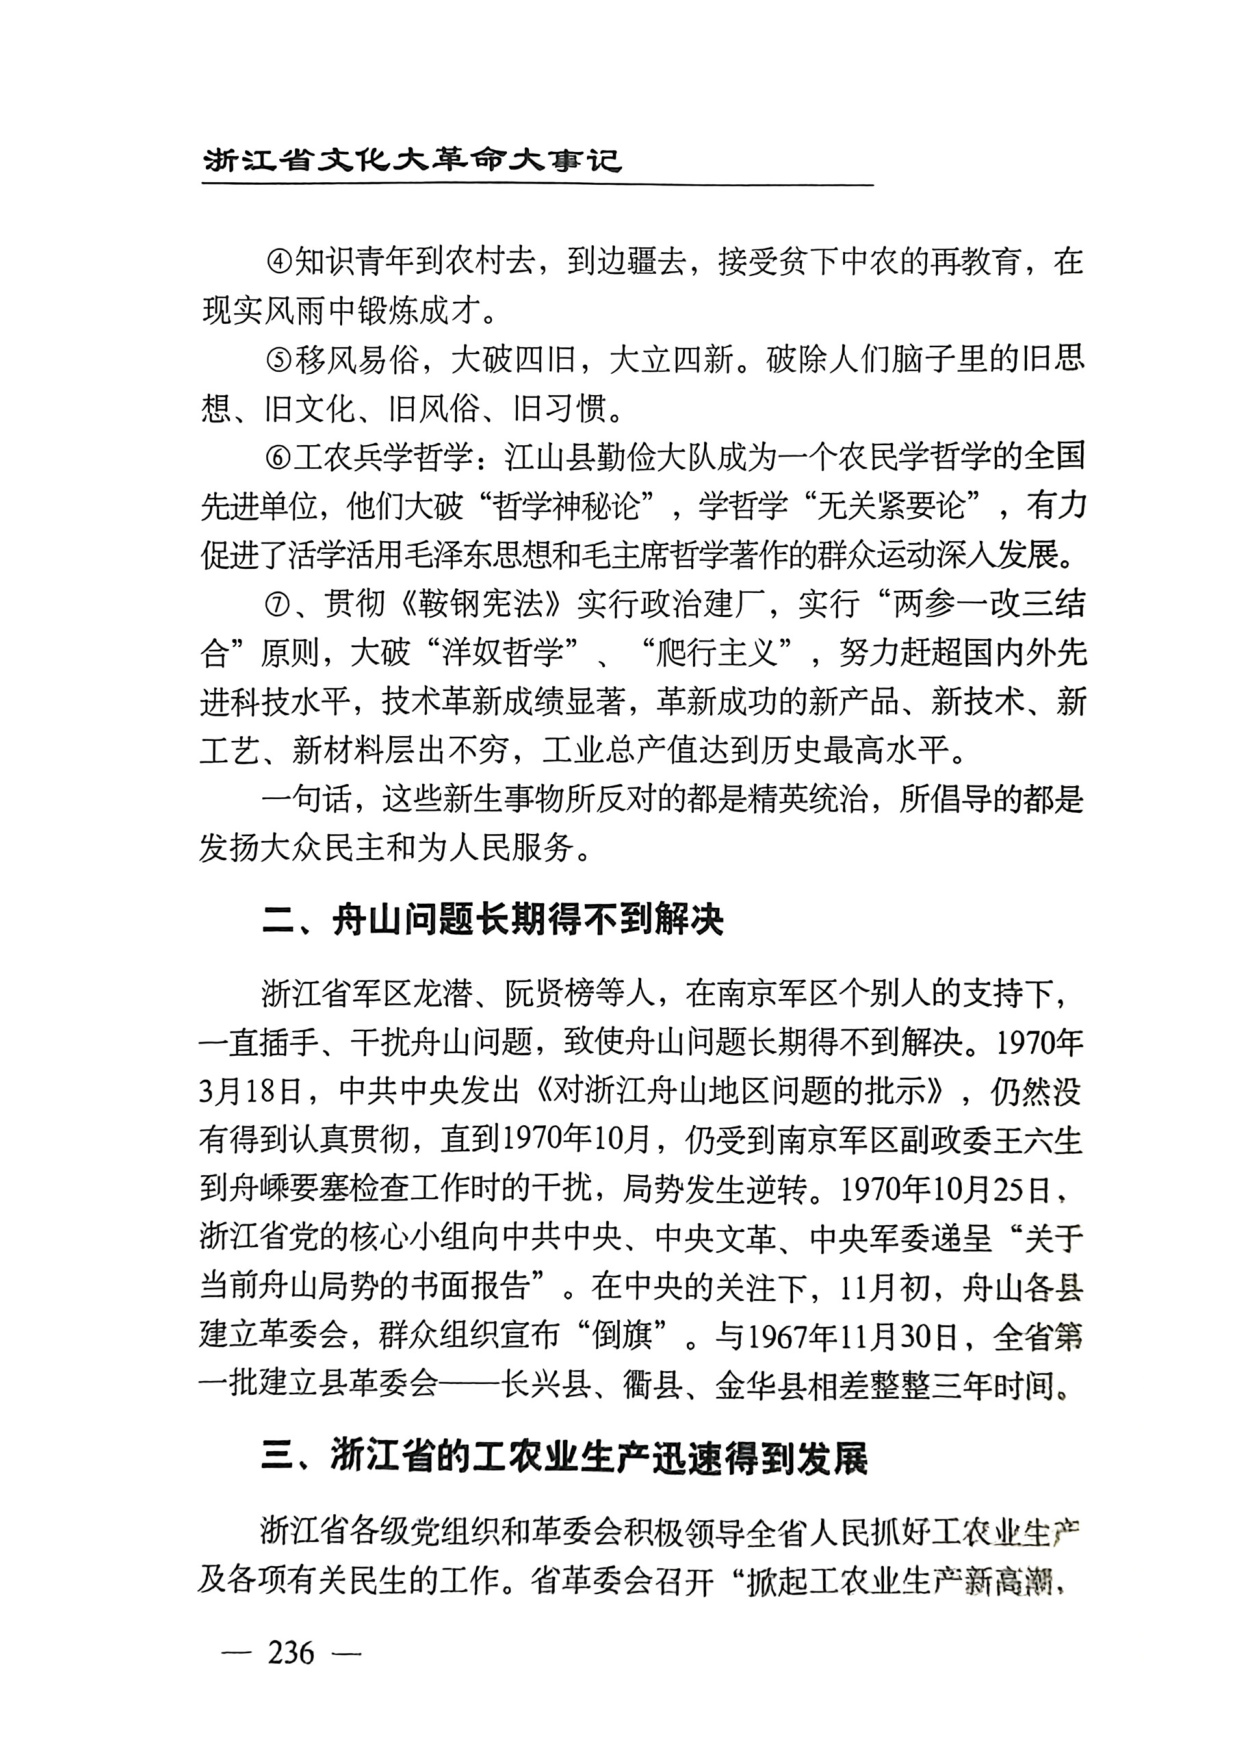 浙江省文化大革命大事记
④知识青年到农村去，到边疆去，接受贫下中农的再教育，在
现实风雨中锻炼成才。
⑤移风易俗，大破四旧，大立四新。破除人们脑子里的旧思
想、旧文化、旧风俗、旧习惯。
⑥工农兵学哲学：江山县勤俭大队成为一个农民学哲学的全国
先进单位，他们大破“哲学神秘论”，学哲学“无关紧要论”，有力
促进了活学活用毛泽东思想和毛主席哲学著作的群众运动深入发展。
⑦、贯彻《鞍钢宪法》实行政治建厂，实行“两参一改三结
合”原则，大破“洋奴哲学”、“爬行主义”，努力赶超国内外先
进科技水平，技术革新成绩显著，革新成功的新产品、新技术、新
工艺、新材料层出不穷，工业总产值达到历史最高水平。
一句话，这些新生事物所反对的都是精英统治，所倡导的都是
发扬大众民主和为人民服务。
二、舟山问题长期得不到解决
浙江省军区龙潜、阮贤榜等人，在南京军区个别人的支持下，
一直插手、干扰舟山问题，致使舟山问题长期得不到解决。1970年
3月18日，中共中央发出《对浙江舟山地区问题的批示》，仍然没
有得到认真贯彻，直到1970年10月，仍受到南京军区副政委王六生
到舟嵊要塞检查工作时的干扰，局势发生逆转。1970年10月25日，
浙江省党的核心小组向中共中央、中央文革、中央军委递呈“关于
当前舟山局势的书面报告”。在中央的关注下，11月初，舟山各县
建立革委会，群众组织宣布“倒旗”。与1967年11月30日，全省第
一批建立县革委会——长兴县、衢县、金华县相差整整三年时间。
三、浙江省的工农业生产迅速得到发展
浙江省各级党组织和革委会积极领导全省人民抓好工农业生产
及各项有关民生的工作。省革委会召开“掀起工农业生产新高潮，
— 236 —